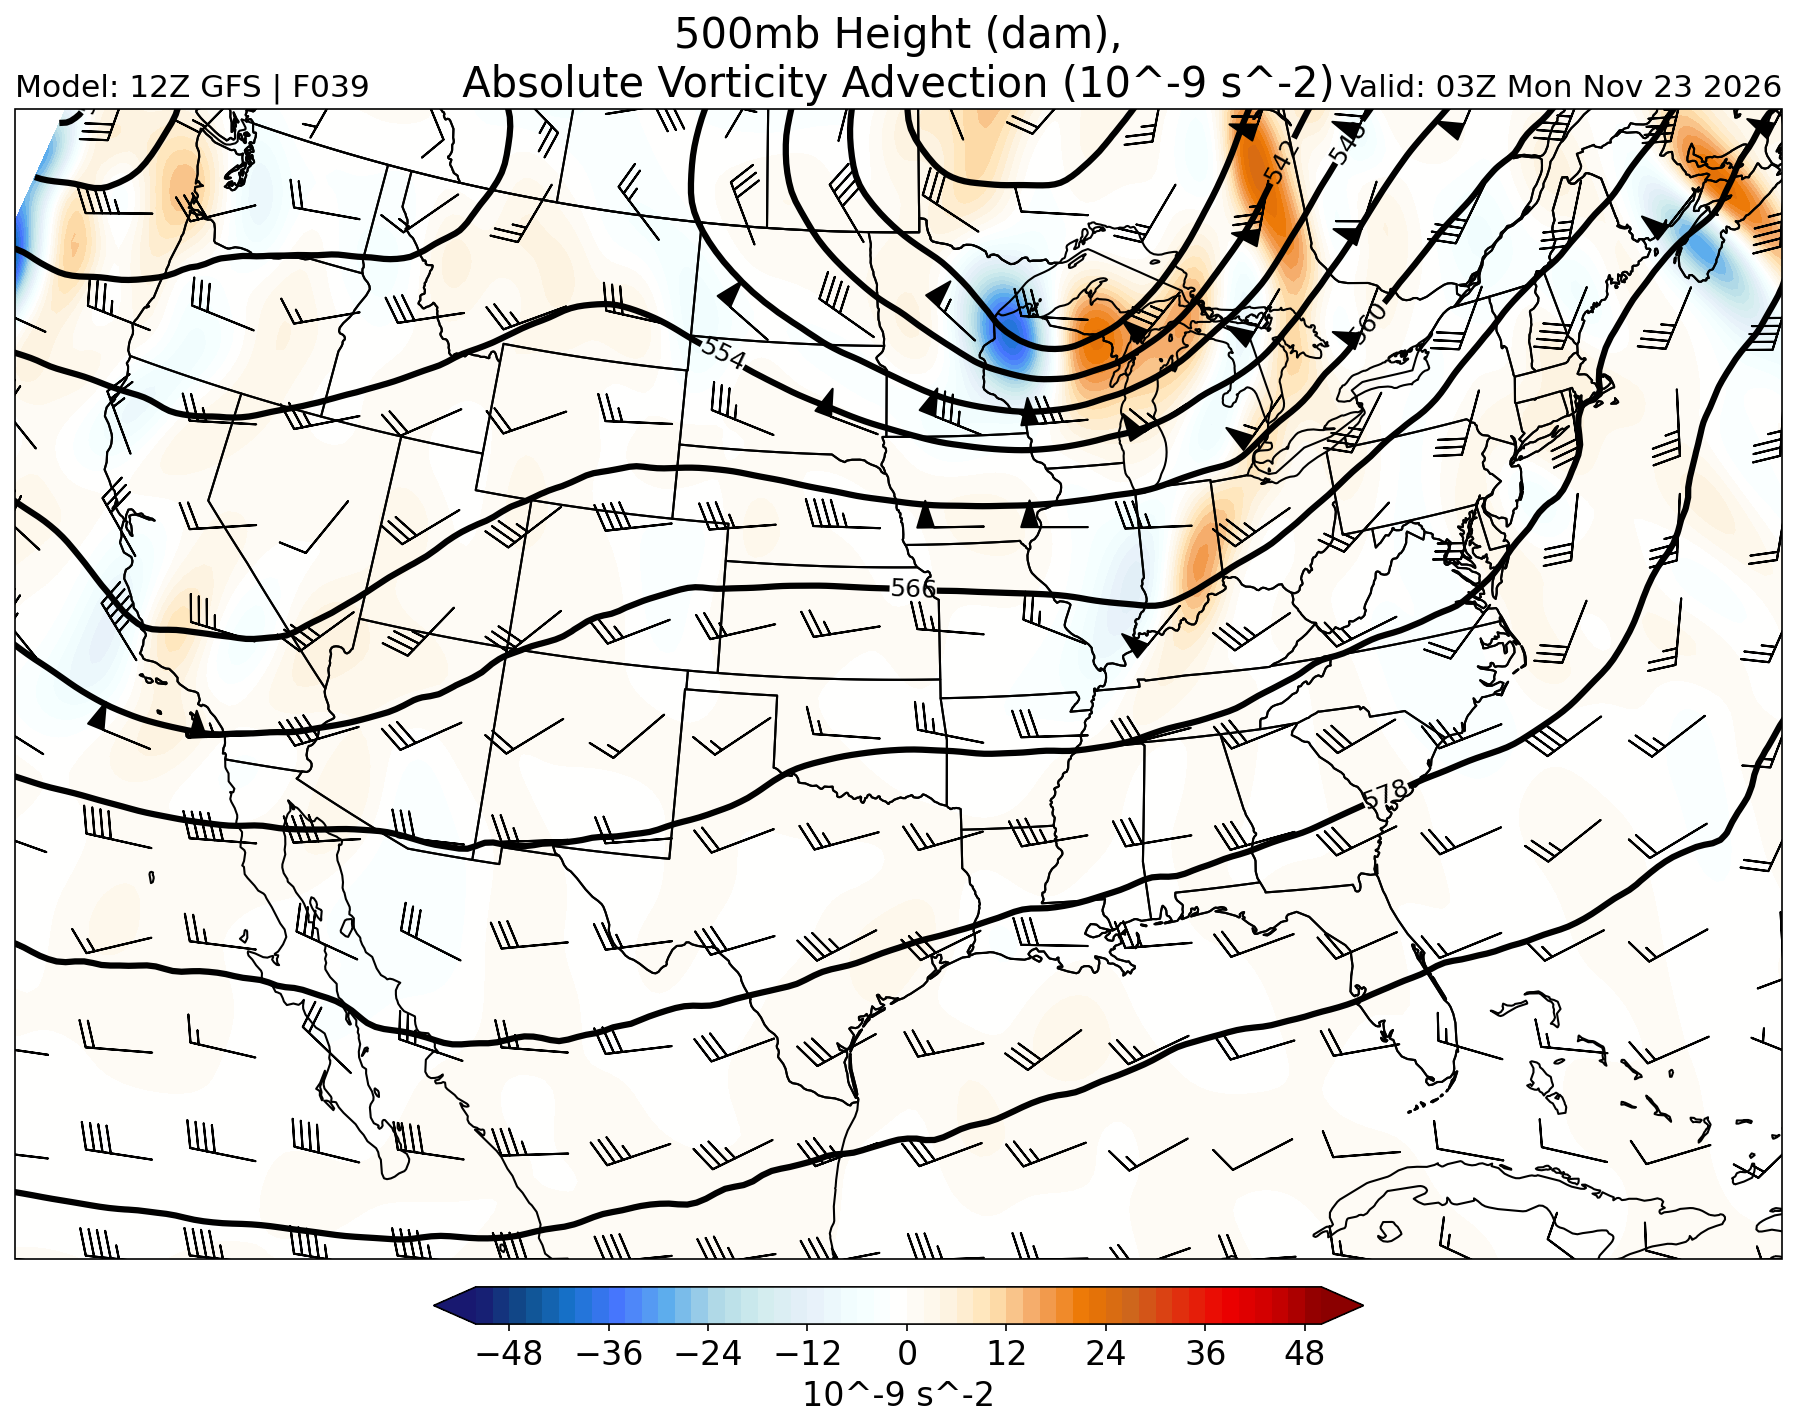 500mb Height (dam),
Model: 12Z GFS | F039
Absolute Vorticity Advection (10^-9 s^-2)
Valid: 03Z Mon Nov 23 2026
542
548
560
554
566
578
−48 −36 −24 −12 0 12 24 36 48
10^-9 s^-2